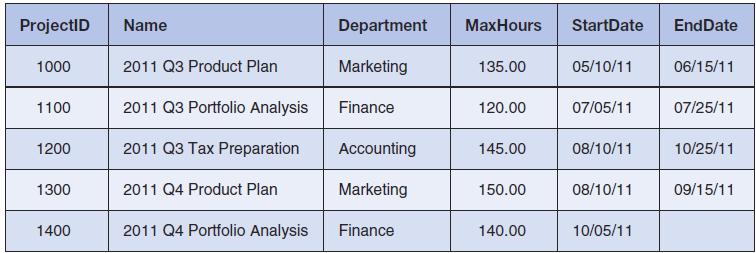 ProjectID Name Department MaxHours StartDate EndDate
1000 2011 Q3 Product Plan Marketing 135.00 05/10/11 06/15/11
1100 2011 Q3 Portfolio Analysis Finance 120.00 07/05/11 07/25/11
1200 2011 Q3 Tax Preparation Accounting 145.00 08/10/11 10/25/11
1300 2011 Q4 Product Plan Marketing 150.00 08/10/11 09/15/11
1400 2011 Q4 Portfolio Analysis Finance 140.00 10/05/11